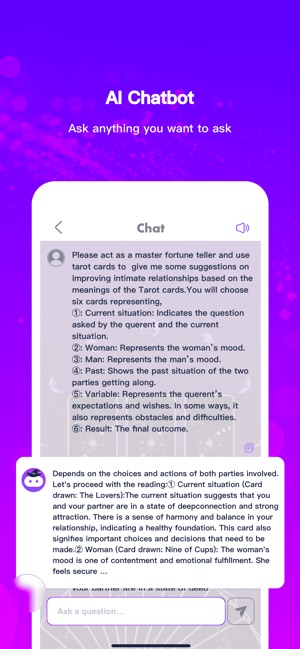 AI Chatbot
Ask anything you want to ask
Chat
Please act as a master fortune teller and use
tarot cards to give me some suggestions on
improving intimate relationships based on the
meanings of the Tarot cards.You will choose
six cards representing,
①: Current situation: Indicates the question
asked by the querent and the current
situation.
②: Woman: Represents the woman's mood.
③: Man: Represents the man's mood.
④: Past: Shows the past situation of the two
parties getting along.
⑤: Variable: Represents the querent's
expectations and wishes. In some ways, it
also represents obstacles and difficulties.
⑥: Result: The final outcome.
Depends on the choices and actions of both parties involved.
Let's proceed with the reading:① Current situation (Card
drawn: The Lovers):The current situation suggests that you
and vour parner are in a state of deepconnection and strong
attraction. There is a sense of harmony and balance in your
relationship, indicating a healthy foundation. This card also
signifies important choices and decisions that need to be
made.② Woman (Card drawn: Nine of Cups): The woman's
mood is one of contentment and emotional fulfillment. She
feels secure ...
your partner are in a state of deep
Ask a question...